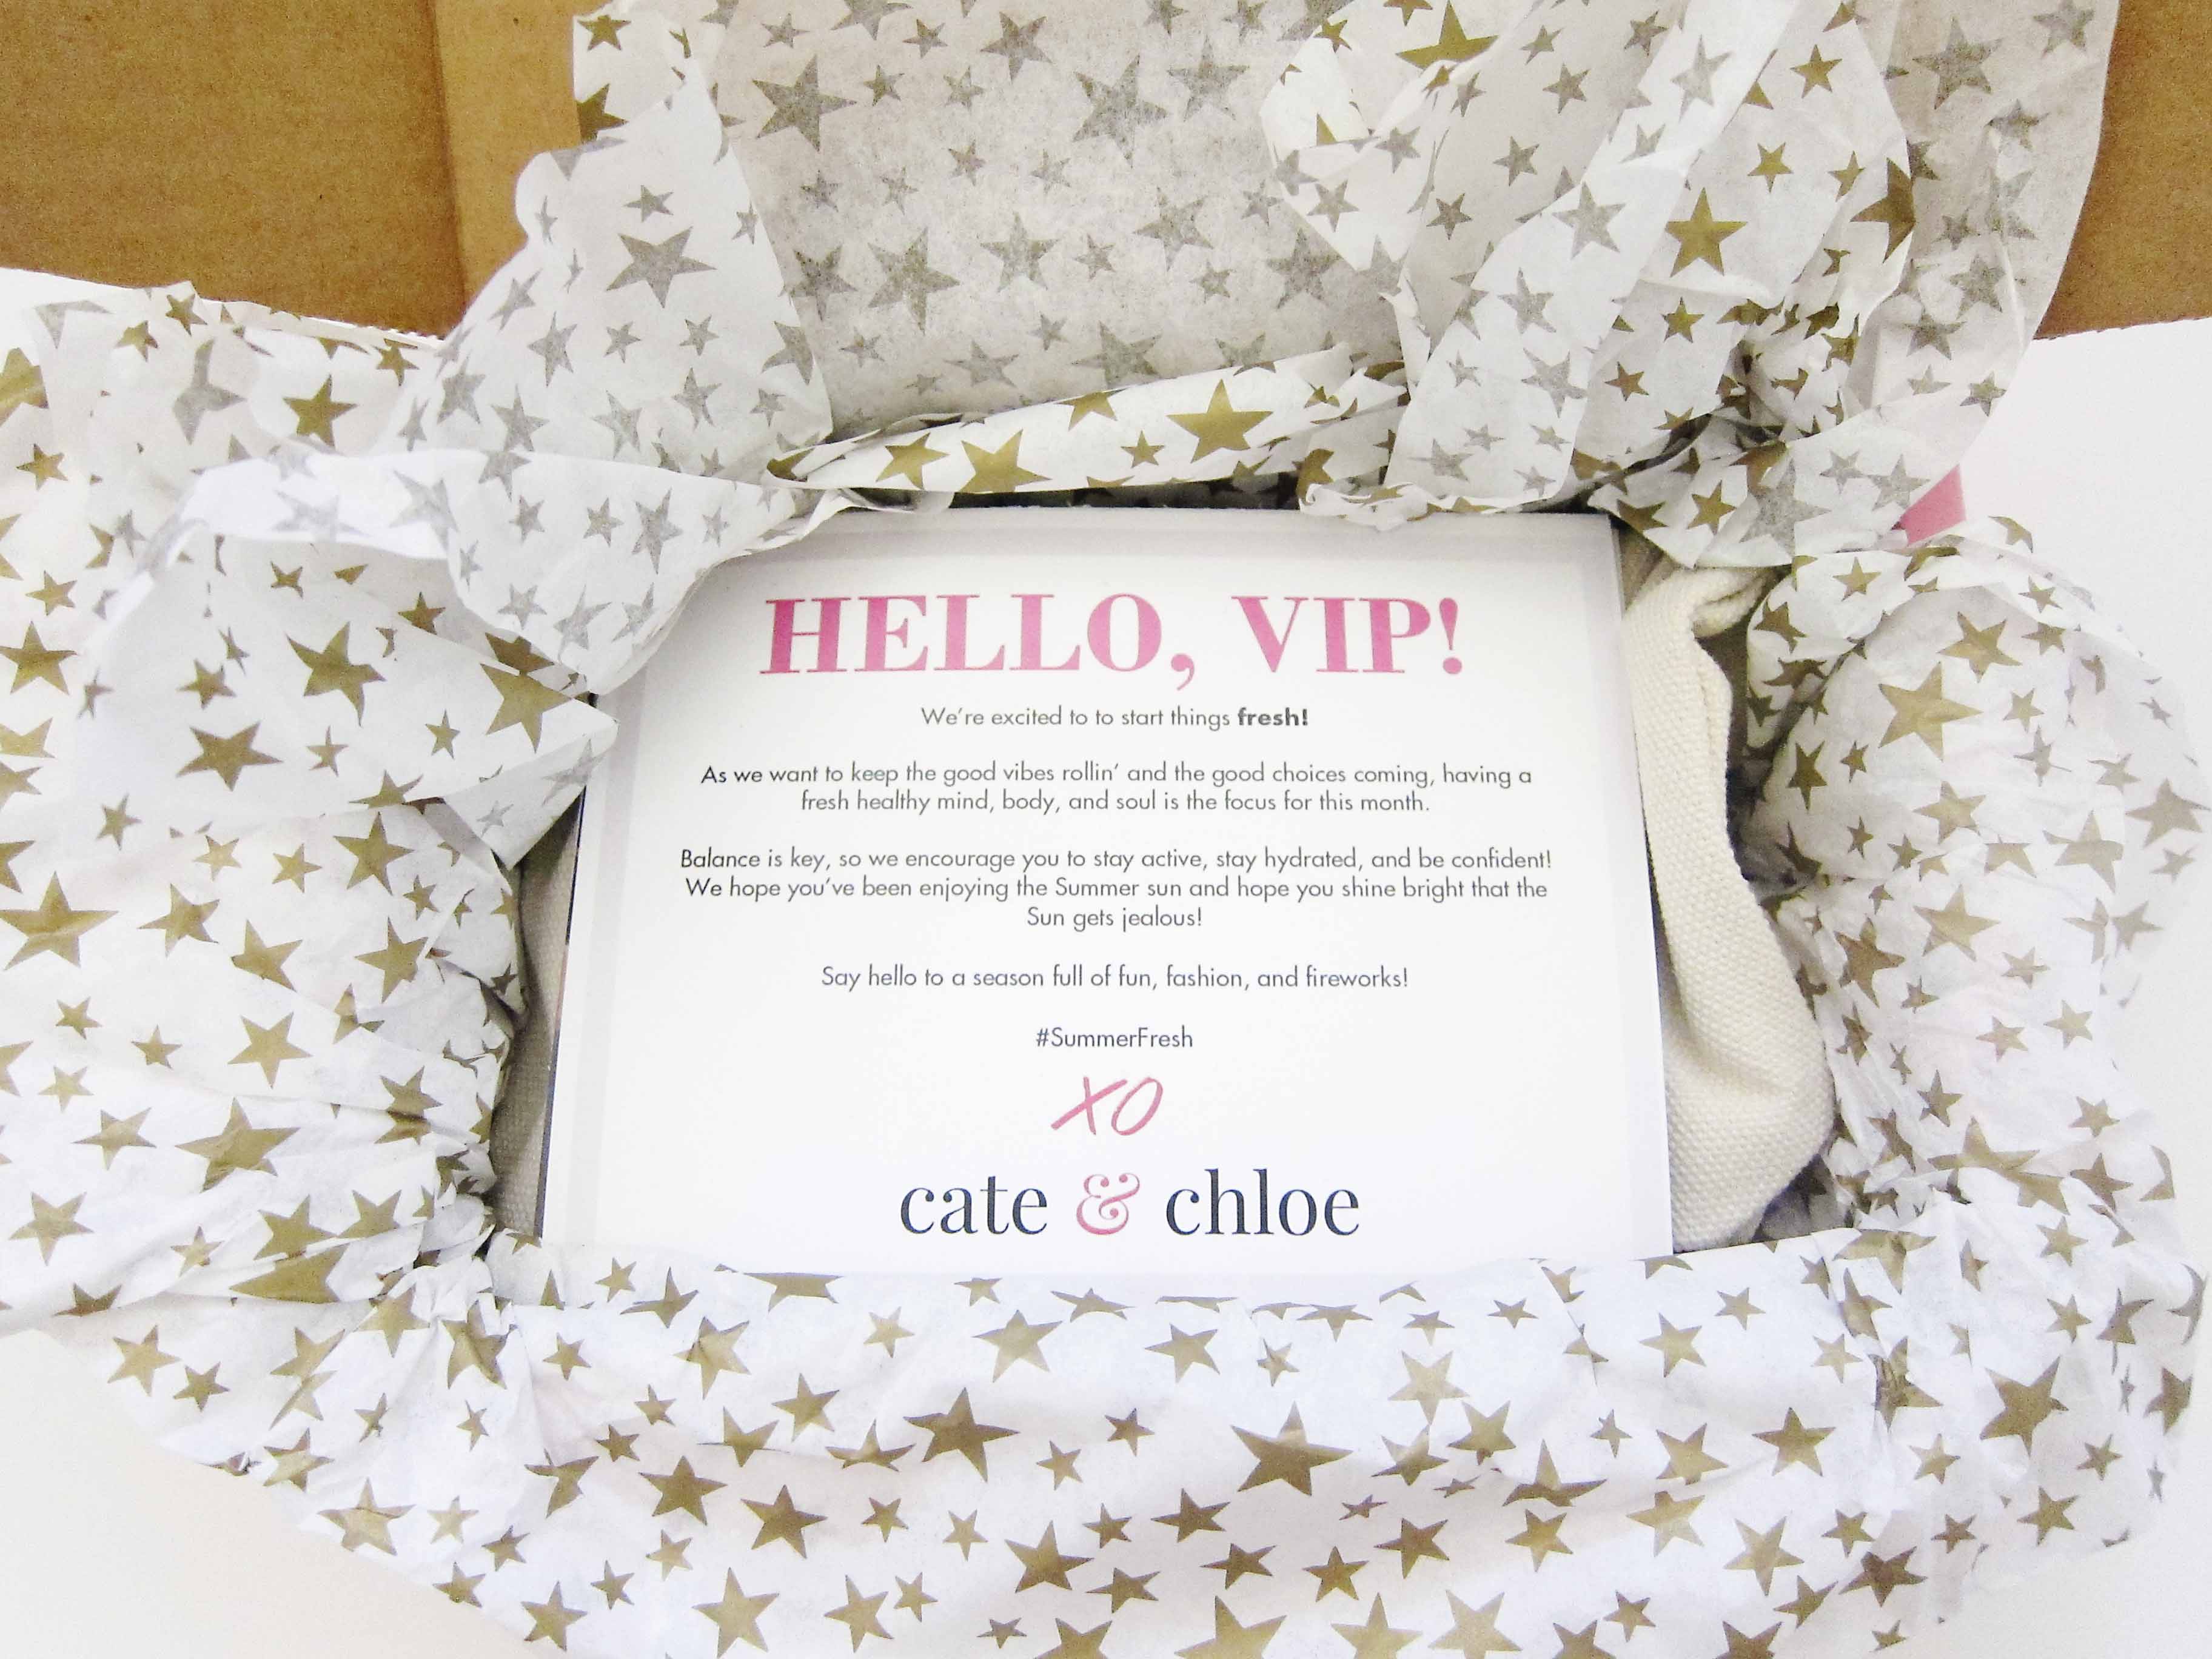 HELLO, VIP!
We're excited to to start things fresh!
As we want to keep the good vibes rollin' and the good choices coming, having a
fresh healthy mind, body, and soul is the focus for this month.
Balance is key, so we encourage you to stay active, stay hydrated, and be confident!
We hope you've been enjoying the Summer sun and hope you shine bright that the
Sun gets jealous!
Say hello to a season full of fun, fashion, and fireworks!
#SummerFresh
XO
cate & chloe